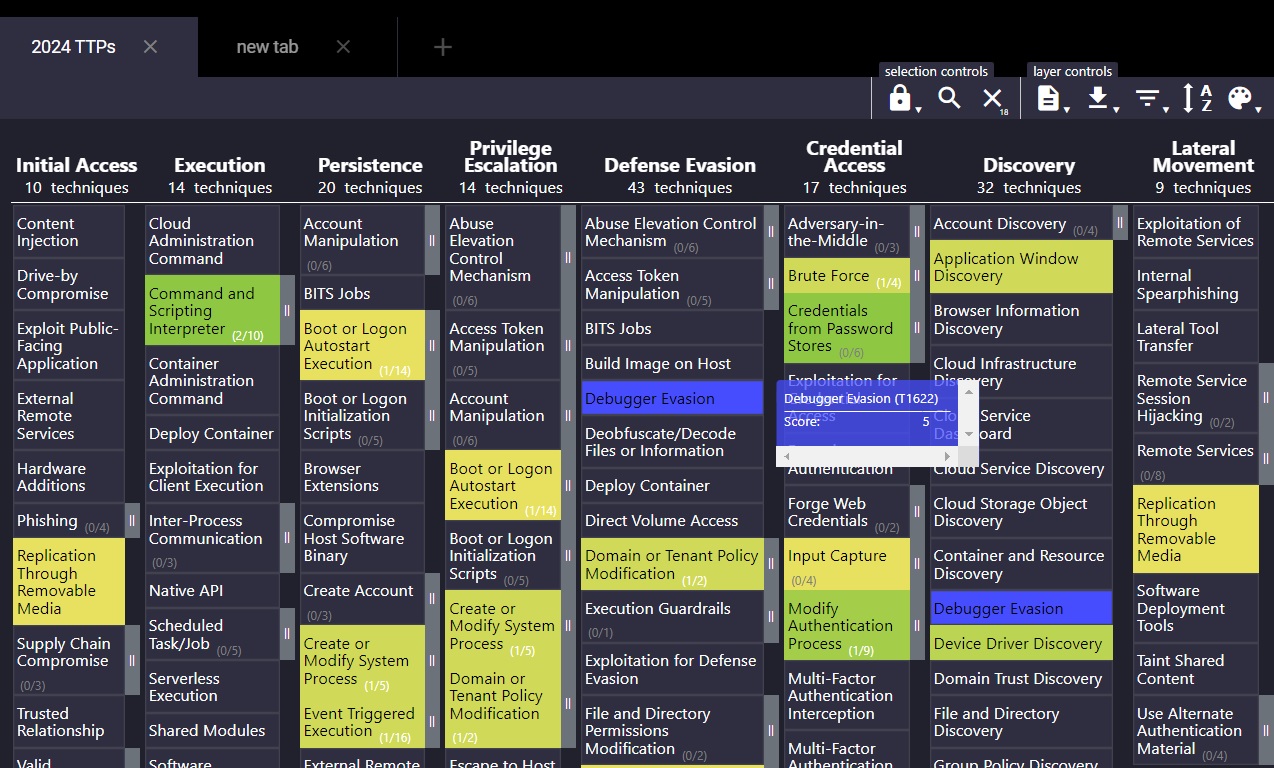 2024 TTPs
new tab
selection controls
layer controls
18
A
Z
Initial Access
10 techniques
Content
Injection
Drive-by
Compromise
Exploit Public-
Facing
Application
External
Remote
Services
Hardware
Additions
Phishing (0/4)
Replication
Through
Removable
Media
Supply Chain
Compromise
(0/3)
Trusted
Relationship
Valid
Execution
14 techniques
Cloud
Administration
Command
Command and
Scripting
Interpreter (2/10)
Container
Administration
Command
Deploy Container
Exploitation for
Client Execution
Inter-Process
Communication
(0/3)
Native API
Scheduled
Task/Job (0/5)
Serverless
Execution
Shared Modules
Software
Persistence
20 techniques
Account
Manipulation
(0/6)
BITS Jobs
Boot or Logon
Autostart
Execution (1/14)
Boot or Logon
Initialization
Scripts (0/5)
Browser
Extensions
Compromise
Host Software
Binary
Create Account
(0/3)
Create or
Modify System
Process (1/5)
Event Triggered
Execution (1/16)
External Remote
Privilege
Escalation
14 techniques
Abuse
Elevation
Control
Mechanism
(0/6)
Access Token
Manipulation
(0/5)
Account
Manipulation
(0/6)
Boot or Logon
Autostart
Execution (1/14)
Boot or Logon
Initialization
Scripts (0/5)
Create or
Modify System
Process (1/5)
Domain or
Tenant Policy
Modification
(1/2)
Escape to Host
Defense Evasion
43 techniques
Abuse Elevation Control
Mechanism (0/6)
Access Token
Manipulation (0/5)
BITS Jobs
Build Image on Host
Debugger Evasion
Deobfuscate/Decode
Files or Information
Deploy Container
Direct Volume Access
Domain or Tenant Policy
Modification (1/2)
Execution Guardrails
(0/1)
Exploitation for Defense
Evasion
File and Directory
Permissions
Modification (0/2)
Credential
Access
17 techniques
Adversary-in-
the-Middle (0/3)
Brute Force (1/4)
Credentials
from Password
Stores (0/6)
Exploitation for
Access
Debugger Evasion (T1622)
Score: 5
Authentication
Forge Web
Credentials (0/2)
Input Capture
(0/4)
Modify
Authentication
Process (1/9)
Multi-Factor
Authentication
Interception
Multi-Factor
Authentication
Discovery
32 techniques
Account Discovery (0/4)
Application Window
Discovery
Browser Information
Discovery
Cloud Infrastructure
Discovery
Cloud Service
Dashboard
Cloud Service Discovery
Cloud Storage Object
Discovery
Container and Resource
Discovery
Debugger Evasion
Device Driver Discovery
Domain Trust Discovery
File and Directory
Discovery
Group Policy Discovery
Lateral
Movement
9 techniques
Exploitation of
Remote Services
Internal
Spearphishing
Lateral Tool
Transfer
Remote Service
Session
Hijacking (0/2)
Remote Services
(0/8)
Replication
Through
Removable
Media
Software
Deployment
Tools
Taint Shared
Content
Use Alternate
Authentication
Material (0/4)